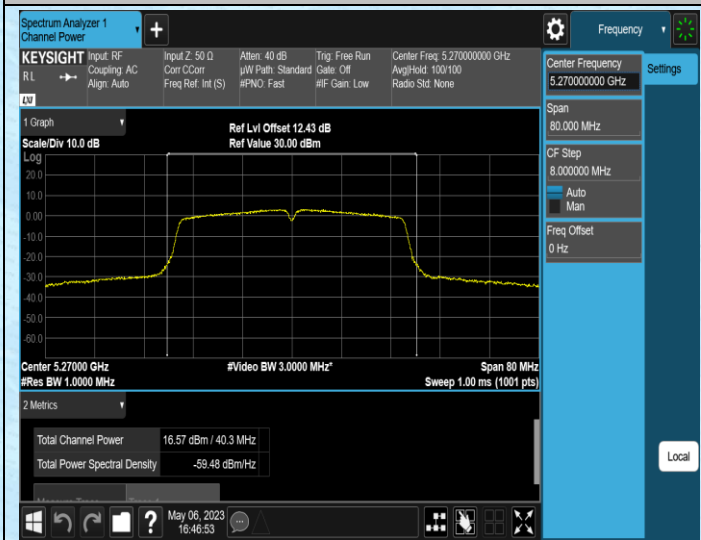 Spectrum Analyzer 1
Channel Power
+
Frequency
KEYSIGHT
R L
LXI
Input: RF
Coupling: AC
Align: Auto
Input Z: 50 Ω
Corr CCorr
Freq Ref: Int (S)
Atten: 40 dB
µW Path: Standard
#PNO: Fast
Trig: Free Run
Gate: Off
#IF Gain: Low
Center Freq: 5.270000000 GHz
Avg|Hold: 100/100
Radio Std: None
Center Frequency
5.270000000 GHz
Settings
Span
80.000 MHz
CF Step
8.000000 MHz
Auto
Man
Freq Offset
0 Hz
1 Graph
Scale/Div 10.0 dB
Ref Lvl Offset 12.43 dB
Ref Value 30.00 dBm
Log
20.0
10.0
0.00
-10.0
-20.0
-30.0
-40.0
-50.0
-60.0
Center 5.27000 GHz
#Video BW 3.0000 MHz*
Span 80 MHz
#Res BW 1.0000 MHz
Sweep 1.00 ms (1001 pts)
2 Metrics
Total Channel Power 16.57 dBm / 40.3 MHz
Total Power Spectral Density -59.48 dBm/Hz
Local
?
May 06, 2023
16:46:53